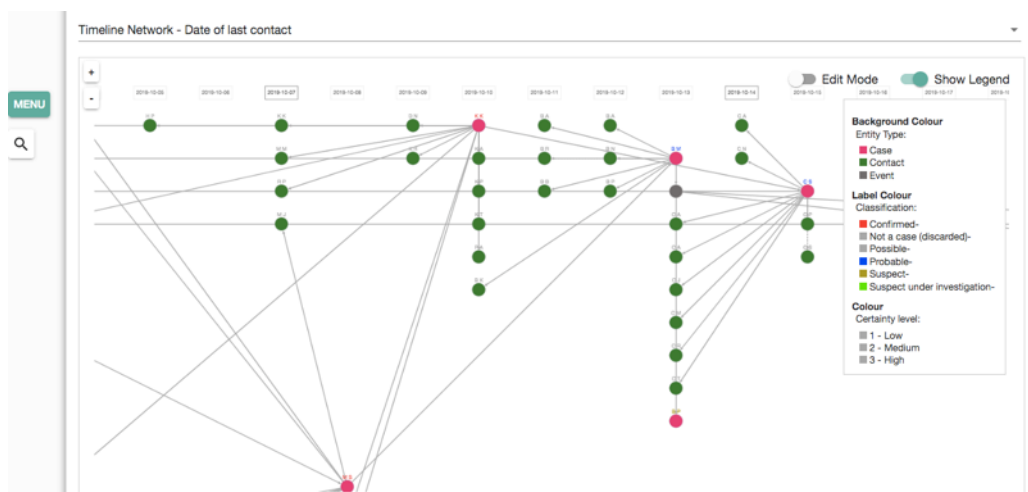 Timeline Network - Date of last contact
+
Edit Mode
Show Legend
-
2019-10-05 2019-10-06 2019-10-07 2019-10-08 2019-10-09 2019-10-10 2019-10-11 2019-10-12 2019-10-13 2019-10-14 2019-10-15 2019-10-16 2019-10-17
MENU
Background Colour
Entity Type:
Case
Contact
Event
Label Colour
Classification:
Confirmed-
Not a case (discarded)-
Possible-
Probable-
Suspect-
Suspect under investigation-
Colour
Certainty level:
1 - Low
2 - Medium
3 - High